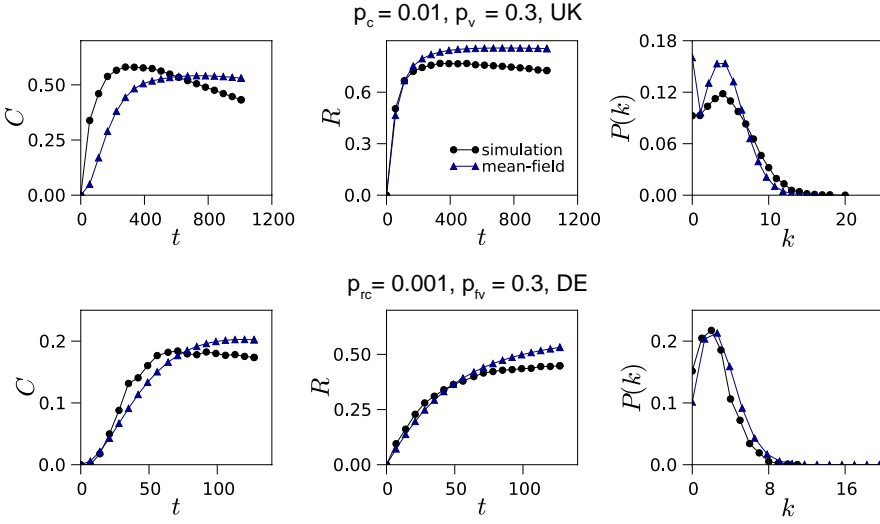 p_c = 0.01, p_v = 0.3, UK
C
0.50
0.25
0.00
0 400 800 1200
t
R
0.8
0.4
0.0
0 400 800 1200
t
simulation
mean-field
P(k)
0.18
0.12
0.06
0.00
0 10 20
k
p_rc = 0.001, p_fv = 0.3, DE
C
0.2
0.1
0.0
0 50 100
t
R
0.50
0.25
0.00
0 50 100
t
P(k)
0.2
0.1
0.0
0 8 16
k